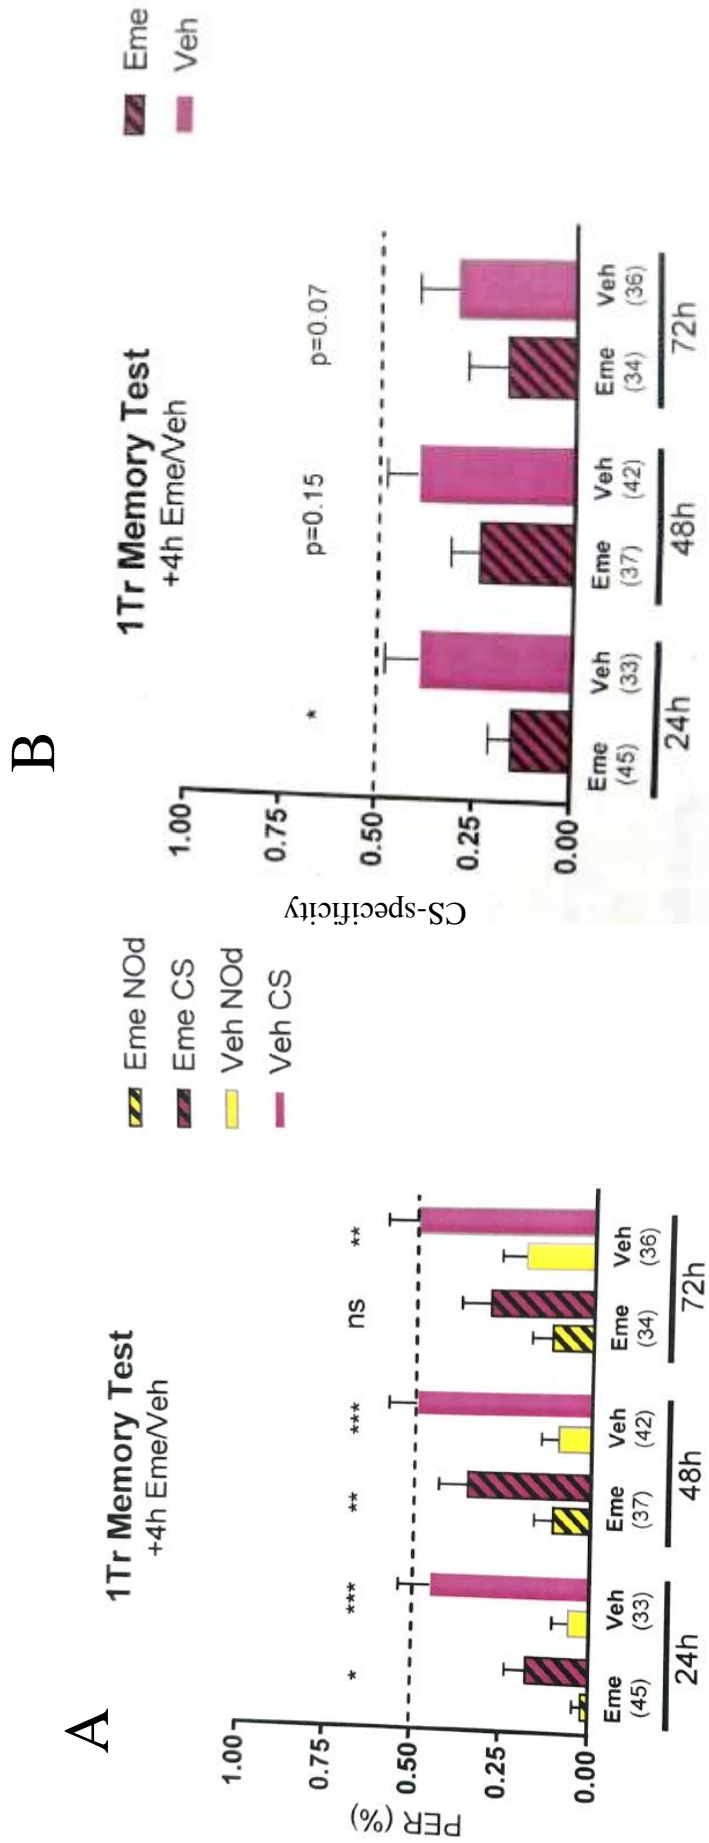 A
1Tr Memory Test
+4h Eme/Veh
Eme NOd
Eme CS
Veh NOd
Veh CS
PER (%)
1.00
0.75
0.50
0.25
0.00
* *** ** *** ns **
Eme Veh Eme Veh Eme Veh
(45) (33) (37) (42) (34) (36)
24h 48h 72h
B
1Tr Memory Test
+4h Eme/Veh
Eme
Veh
CS-specificity
1.00
0.75
0.50
0.25
0.00
* p=0.15 p=0.07
Eme Veh Eme Veh Eme Veh
(45) (33) (37) (42) (34) (36)
24h 48h 72h